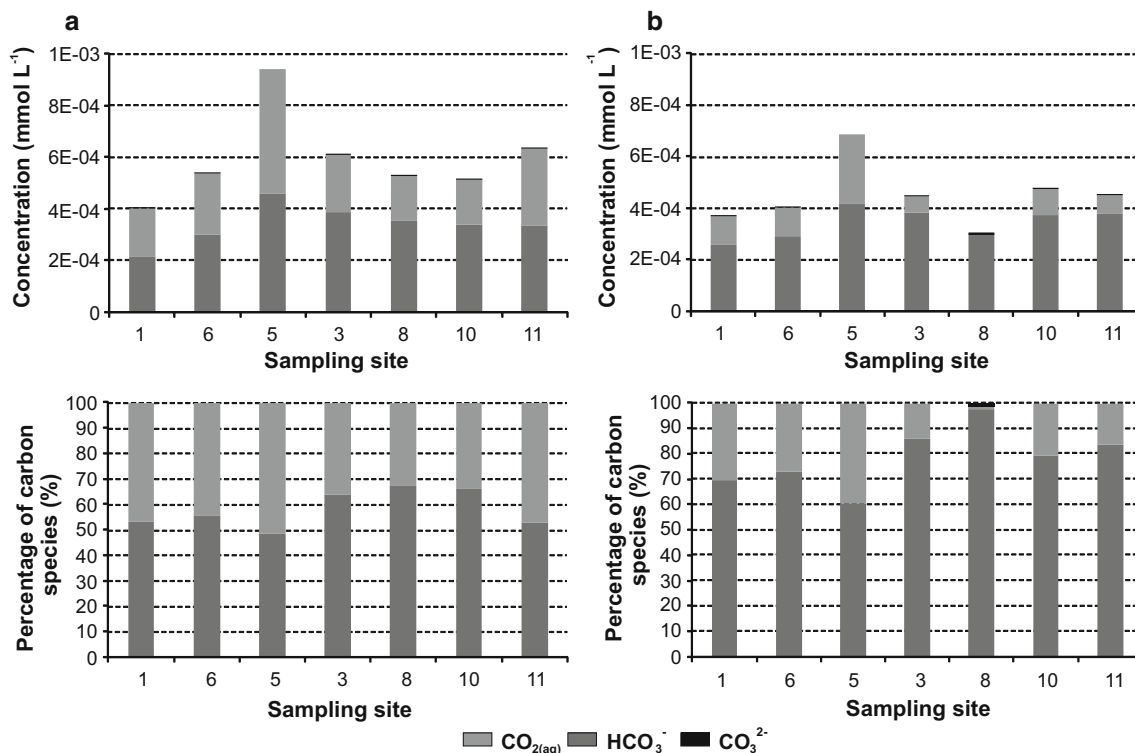 a
b
Concentration (mmol L⁻¹)
1E-03
8E-04
6E-04
4E-04
2E-04
0
1 6 5 3 8 10 11
Sampling site
Concentration (mmol L⁻¹)
1E-03
8E-04
6E-04
4E-04
2E-04
0
1 6 5 3 8 10 11
Sampling site
Percentage of carbon
species (%)
100
90
80
70
60
50
40
30
20
10
0
1 6 5 3 8 10 11
Sampling site
Percentage of carbon
species (%)
100
90
80
70
60
50
40
30
20
10
0
1 6 5 3 8 10 11
Sampling site
CO₂(aq) HCO₃⁻ CO₃²⁻